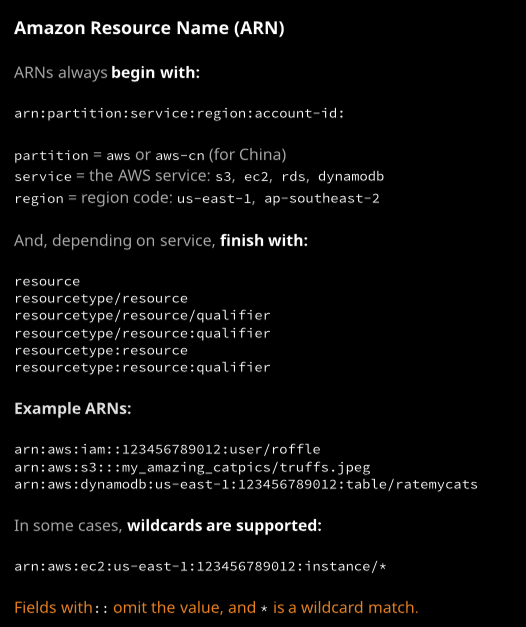 Amazon Resource Name (ARN)
ARNs always begin with:
arn:partition:service:region:account-id:
partition = aws or aws-cn (for China)
service = the AWS service: s3, ec2, rds, dynamodb
region = region code: us-east-1, ap-southeast-2
And, depending on service, finish with:
resource
resourcetype/resource
resourcetype/resource/qualifier
resourcetype/resource:qualifier
resourcetype:resource
resourcetype:resource:qualifier
Example ARNs:
arn:aws:iam::123456789012:user/roffle
arn:aws:s3:::my_amazing_catpics/truffs.jpeg
arn:aws:dynamodb:us-east-1:123456789012:table/ratemycats
In some cases, wildcards are supported:
arn:aws:ec2:us-east-1:123456789012:instance/*
Fields with :: omit the value, and * is a wildcard match.